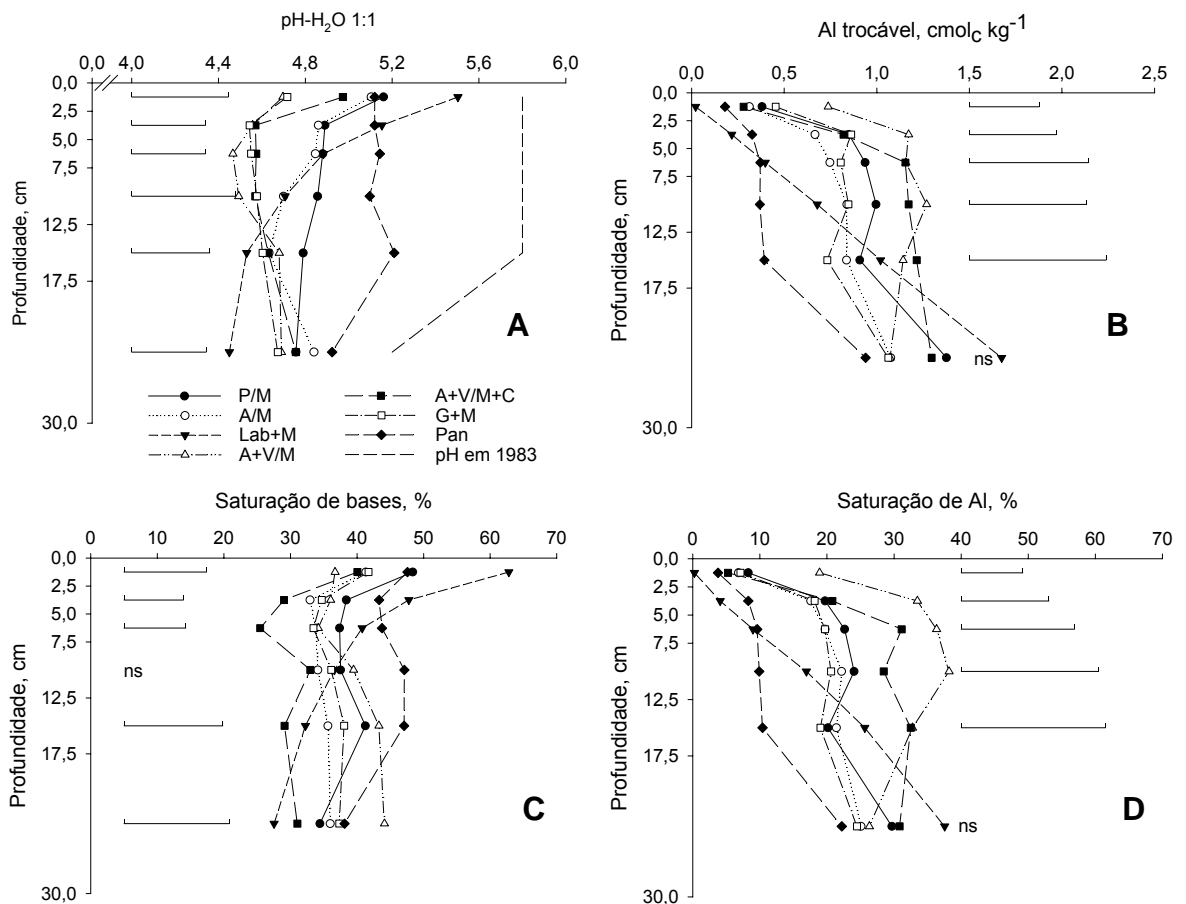 pH-H2O 1:1
0,0 4,0 4,4 4,8 5,2 5,6 6,0
0,0
2,5
5,0
7,5
12,5
17,5
30,0
Profundidade, cm
A
P/M
A/M
Lab+M
A+V/M
A+V/M+C
G+M
Pan
pH em 1983
Al trocável, cmolc kg-1
0,0 0,5 1,0 1,5 2,0 2,5
0,0
2,5
5,0
7,5
12,5
17,5
30,0
Profundidade, cm
ns
B
Saturação de bases, %
0 10 20 30 40 50 60 70
0,0
2,5
5,0
7,5
12,5
17,5
30,0
Profundidade, cm
ns
C
Saturação de Al, %
0 10 20 30 40 50 60 70
0,0
2,5
5,0
7,5
12,5
17,5
30,0
Profundidade, cm
ns
D